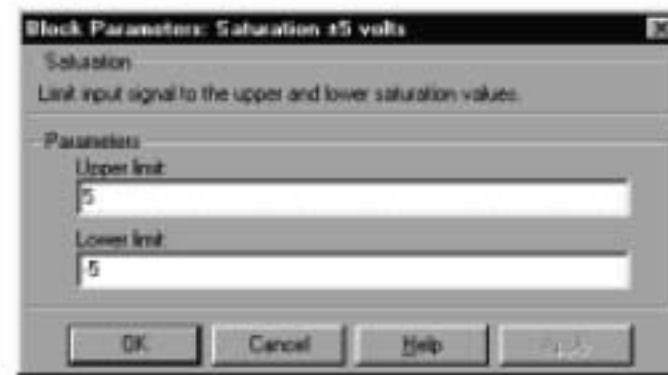 Block Parameters: Saturation ±5 volts
Saturation
Limit input signal to the upper and lower saturation values.
Parameters
Upper limit:
5
Lower limit:
-5
OK
Cancel
Help
Apply